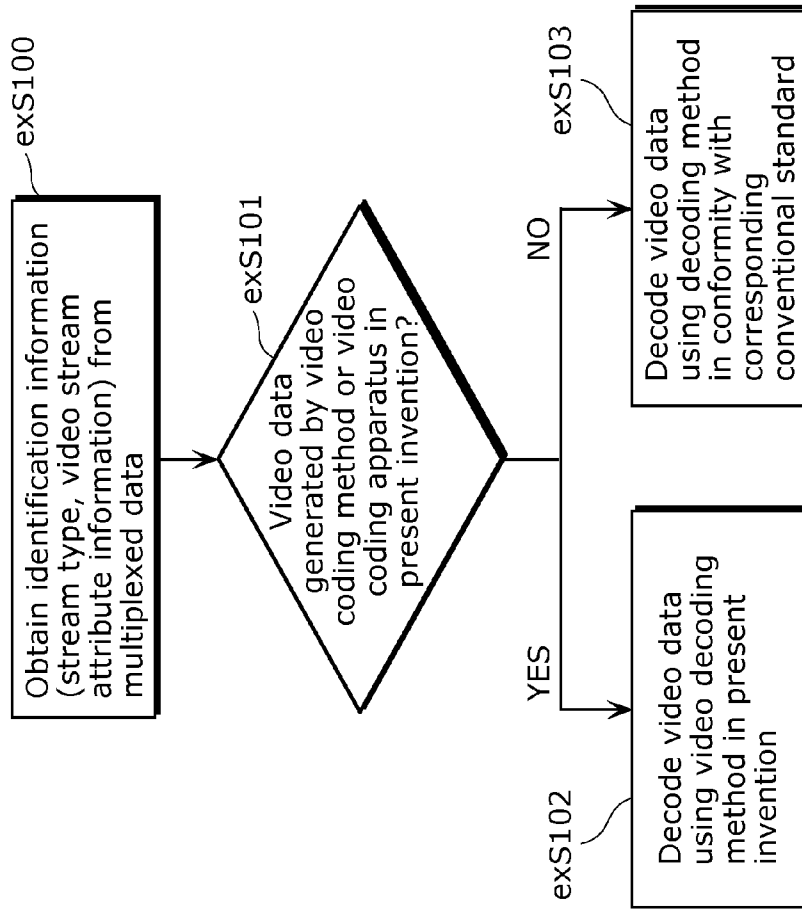 exS100
Obtain identification information
(stream type, video stream
attribute information) from
multiplexed data
exS101
Video data
generated by video
coding method or video
coding apparatus in
present invention?
YES
NO
exS102
Decode video data
using video decoding
method in present
invention
exS103
Decode video data
using decoding method
in conformity with
corresponding
conventional standard